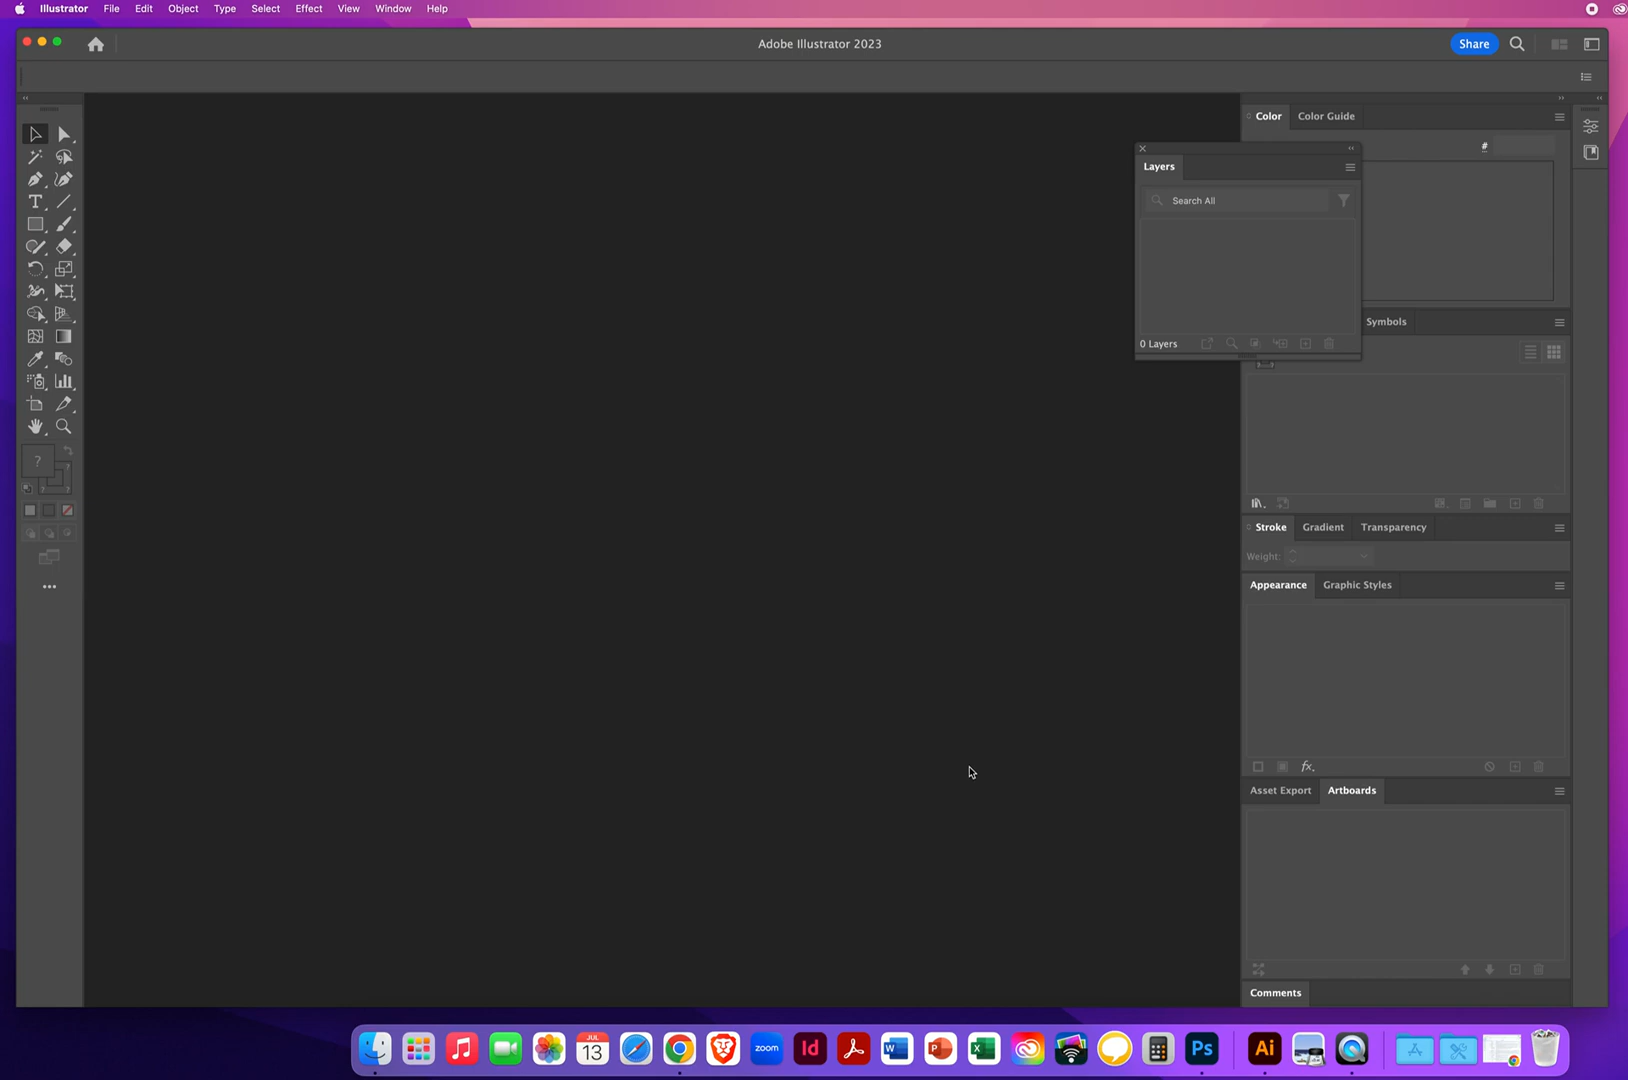 Illustrator File Edit Object Type Select Effect View Window Help
Adobe Illustrator 2023
Share
Color Color Guide
#
Layers
Search All
0 Layers
Symbols
Stroke Gradient Transparency
Weight:
Appearance Graphic Styles
fx.
Asset Export Artboards
Comments
T
?
JUL
13
zoom
Id
W
P
X
Ps
Ai